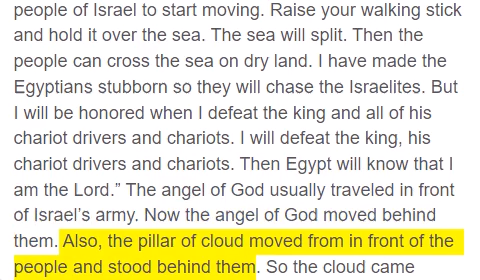 people of Israel to start moving. Raise your walking stick
and hold it over the sea. The sea will split. Then the
people can cross the sea on dry land. I have made the
Egyptians stubborn so they will chase the Israelites. But
I will be honored when I defeat the king and all of his
chariot drivers and chariots. I will defeat the king, his
chariot drivers and chariots. Then Egypt will know that I
am the Lord.” The angel of God usually traveled in front
of Israel’s army. Now the angel of God moved behind
them. Also, the pillar of cloud moved from in front of the
people and stood behind them. So the cloud came